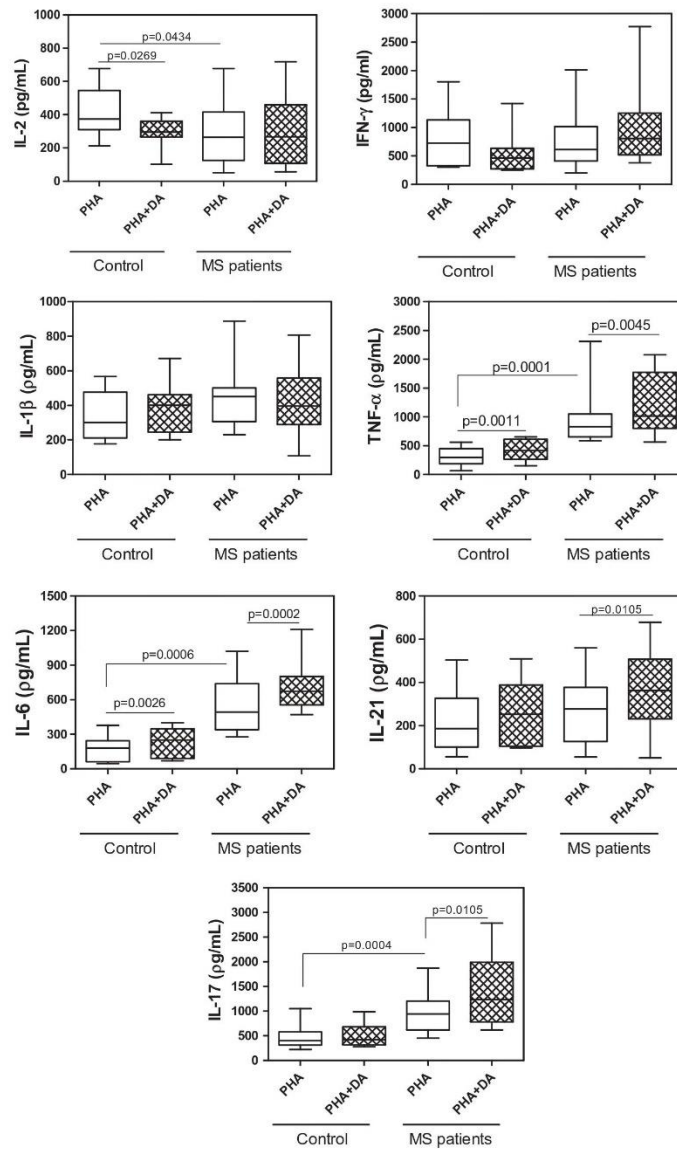 IL-2 (pg/mL)
1000
800
600
400
200
0
p=0.0434
p=0.0269
PHA
PHA+DA
PHA
PHA+DA
Control
MS patients
IFN-γ (pg/ml)
3000
2500
2000
1500
1000
500
0
PHA
PHA+DA
PHA
PHA+DA
Control
MS patients
IL-1β (ρg/mL)
1000
800
600
400
200
0
PHA
PHA+DA
PHA
PHA+DA
Control
MS patients
TNF-α (ρg/mL)
3000
2500
2000
1500
1000
500
0
p=0.0045
p=0.0001
p=0.0011
PHA
PHA+DA
PHA
PHA+DA
Control
MS patients
IL-6 (ρg/mL)
1500
1200
900
600
300
0
p=0.0002
p=0.0006
p=0.0026
PHA
PHA+DA
PHA
PHA+DA
Control
MS patients
IL-21 (ρg/mL)
800
600
400
200
0
p=0.0105
PHA
PHA+DA
PHA
PHA+DA
Control
MS patients
IL-17 (ρg/mL)
3500
3000
2500
2000
1500
1000
500
0
p=0.0105
p=0.0004
PHA
PHA+DA
PHA
PHA+DA
Control
MS patients